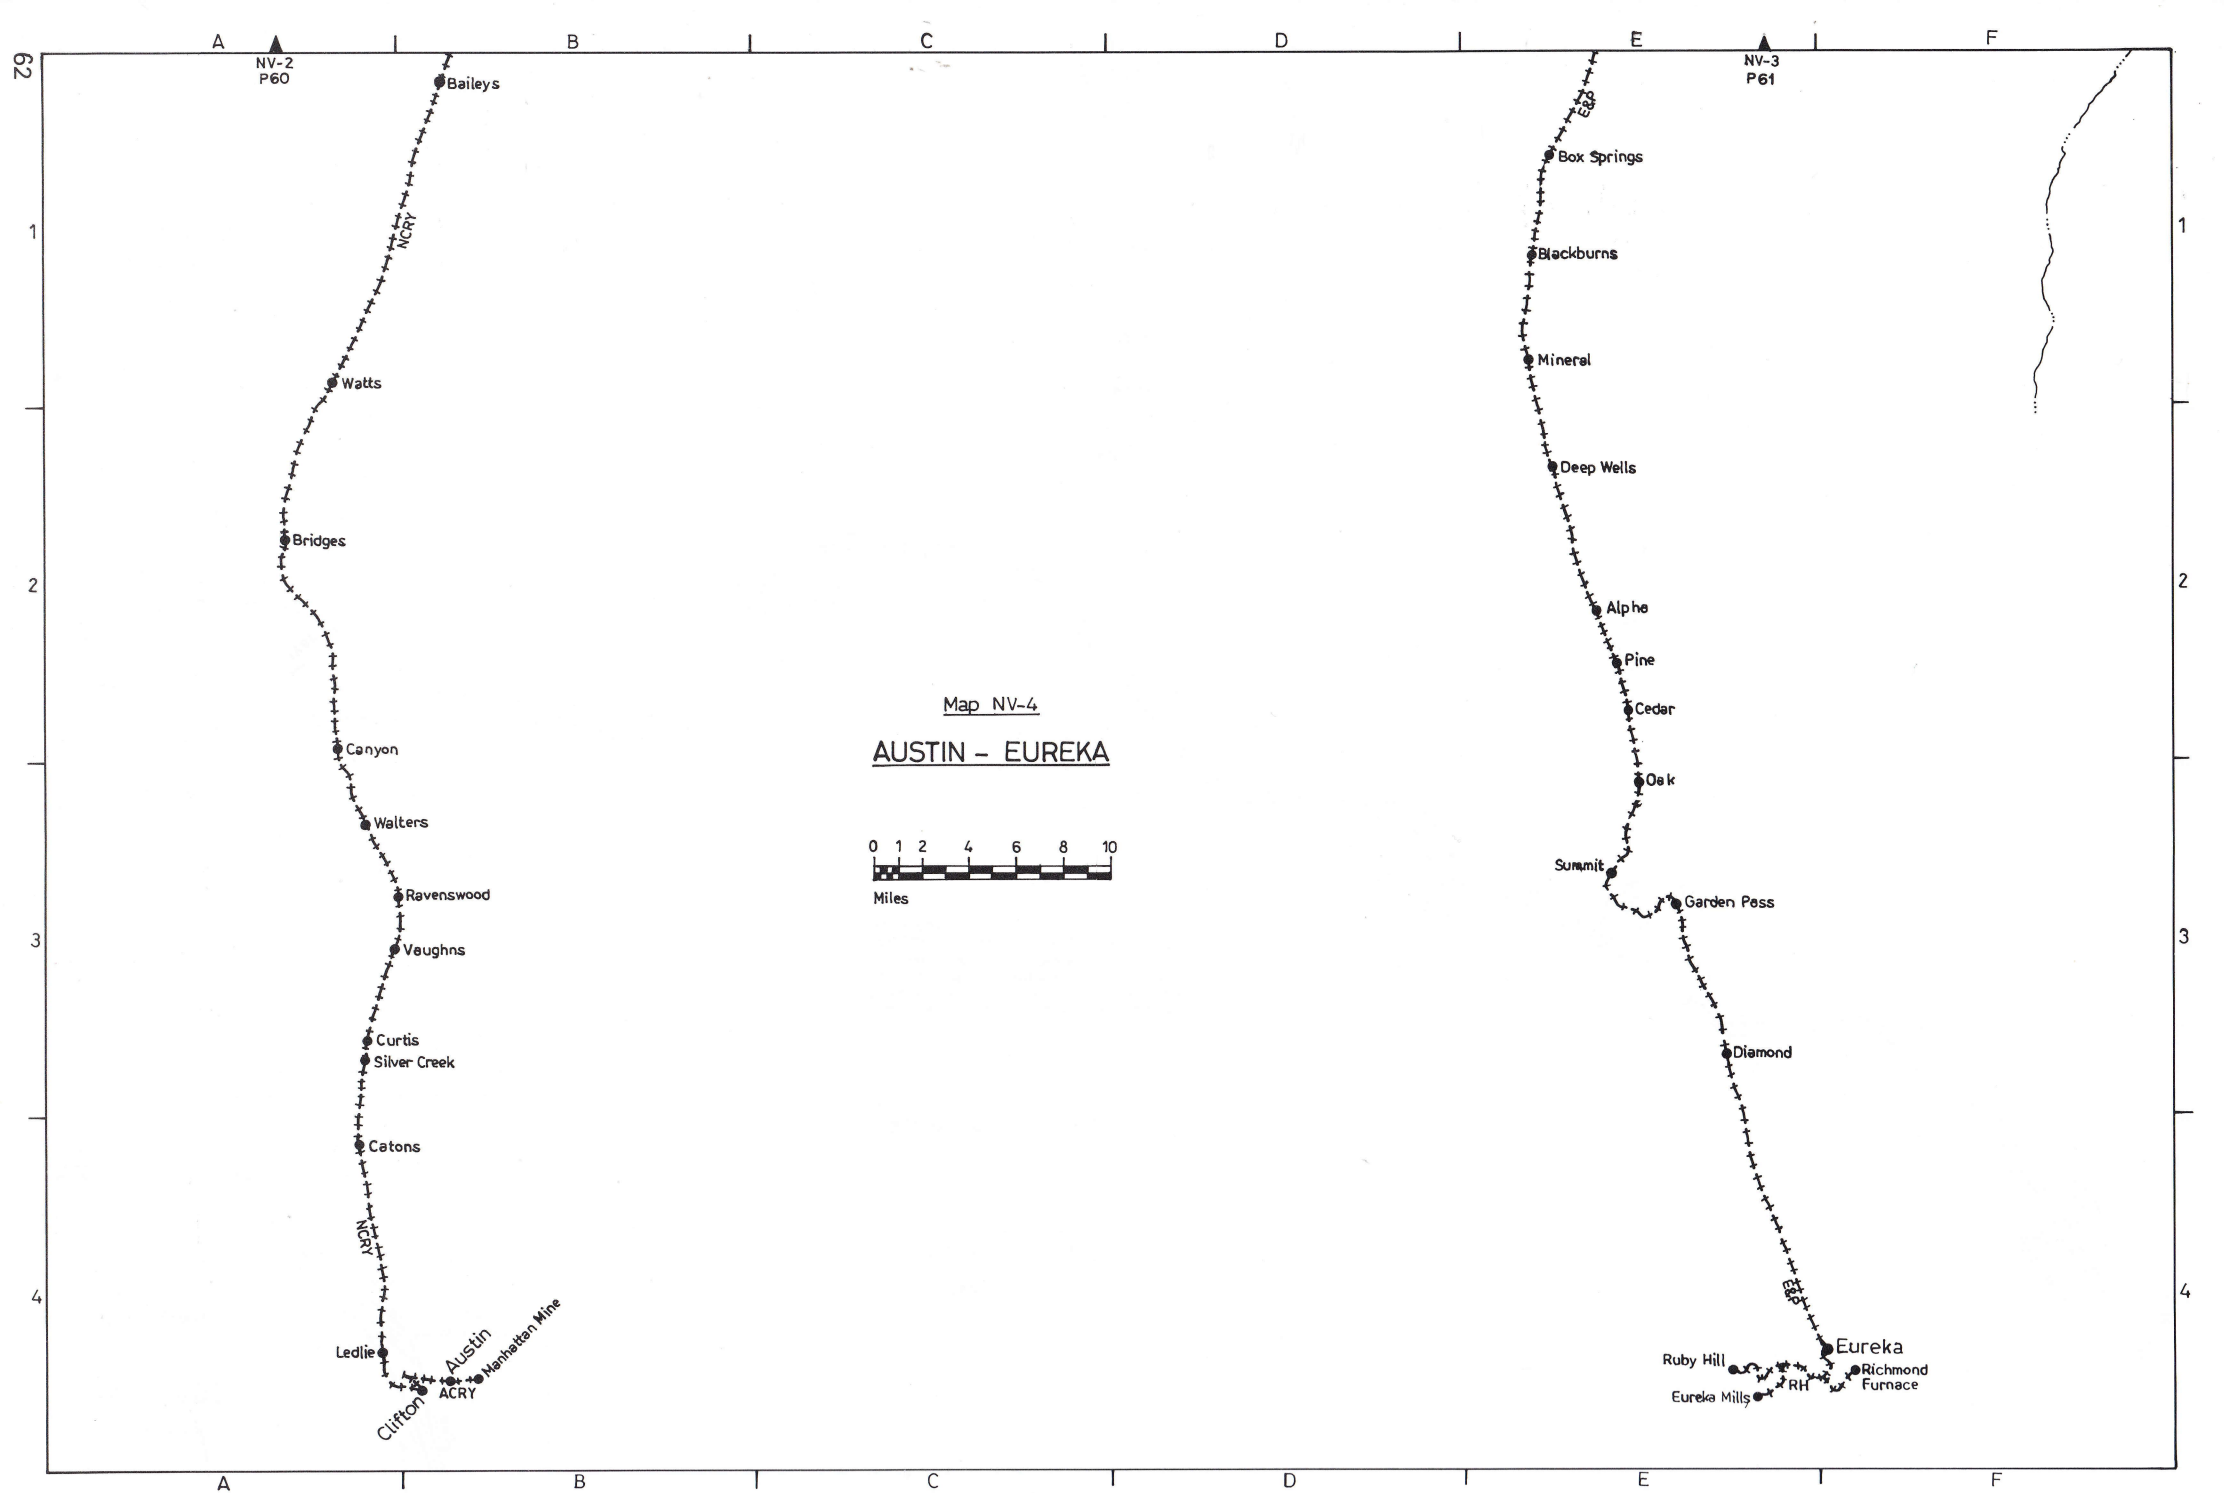 62
A
B
C
D
E
F
NV-2
P60
NV-3
P61
Baileys
NCRY
1
Watts
Bridges
2
Canyon
Walters
Ravenswood
3
Vaughns
Curtis
Silver Creek
Catons
NCRY
4
Ledlie
Austin
Manhattan Mine
ACRY
Clifton
Map NV-4
AUSTIN – EUREKA
0 1 2 4 6 8 10
Miles
E&P
Box Springs
1
Blackburns
Mineral
Deep Wells
2
Alpha
Pine
Cedar
Oak
Summit
Garden Pass
3
Diamond
E&P
4
Eureka
Ruby Hill
Richmond
Furnace
RH
Eureka Mills
A
B
C
D
E
F